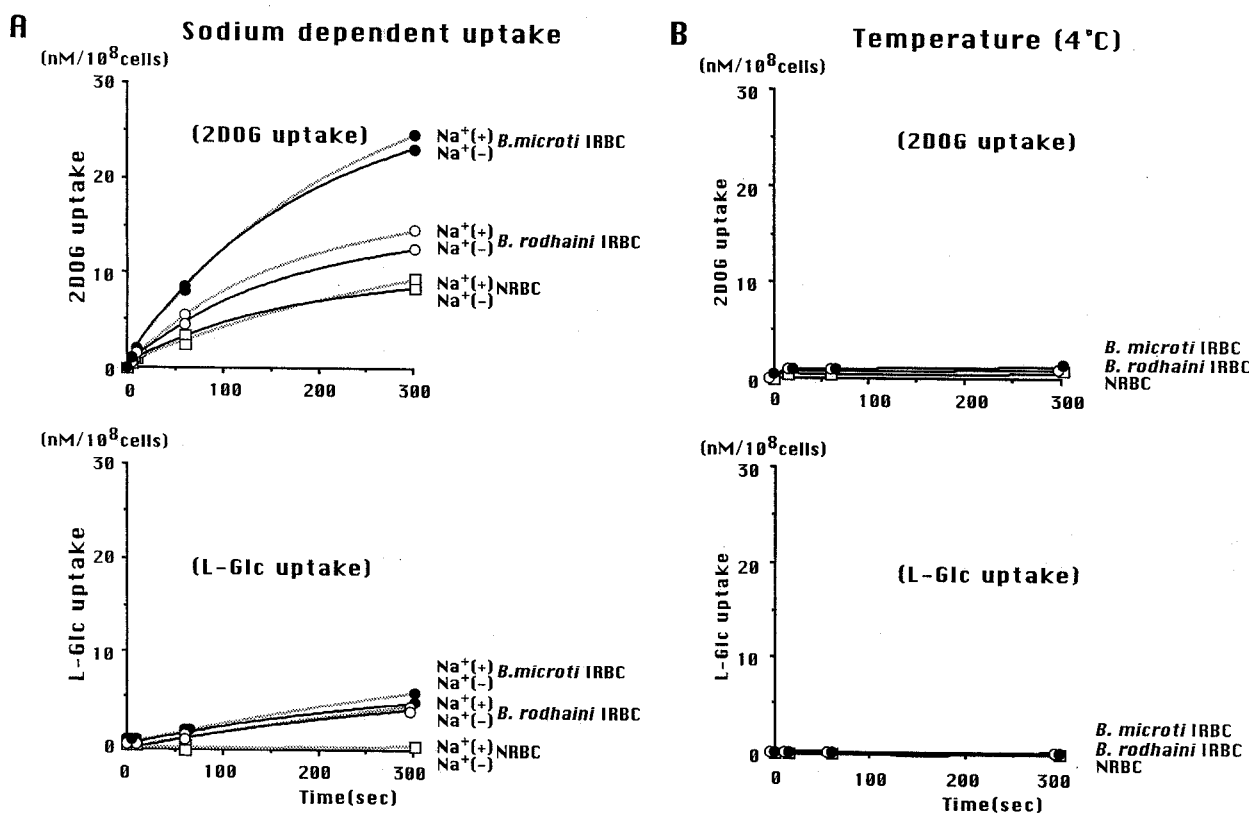 A Sodium dependent uptake
(nM/10⁸cells)
30
20
10
0
2DOG uptake
(2DOG uptake)
Na⁺(+) B.microti IRBC
Na⁺(-)
Na⁺(+) B. rodhaini IRBC
Na⁺(-)
Na⁺(+) NRBC
Na⁺(-)
0 100 200 300
(nM/10⁸cells)
30
20
10
0
L-Glc uptake
(L-Glc uptake)
Na⁺(+) B.microti IRBC
Na⁺(-)
Na⁺(+) B. rodhaini IRBC
Na⁺(-)
Na⁺(+) NRBC
Na⁺(-)
0 100 200 300
Time(sec)
B Temperature (4°C)
(nM/10⁸cells)
30
20
10
0
2DOG uptake
(2DOG uptake)
B. microti IRBC
B. rodhaini IRBC
NRBC
0 100 200 300
(nM/10⁸cells)
30
20
10
0
L-Glc uptake
(L-Glc uptake)
B. microti IRBC
B. rodhaini IRBC
NRBC
0 100 200 300
Time(sec)